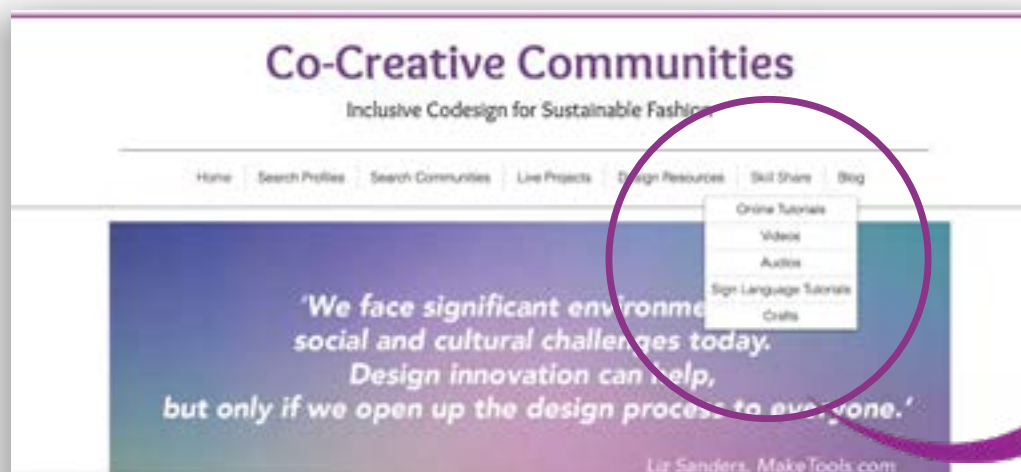 Co-Creative Communities
Inclusive Codesign for Sustainable Fashion
Home Search Profiles Search Communities Live Projects Design Resources Skill Share Blog
Online Tutorials
Videos
Audios
Sign Language Tutorials
Crafts
'We face significant environme
social and cultural challenges today.
Design innovation can help,
but only if we open up the design process to everyone.'
Liz Sanders, MakeTools.com